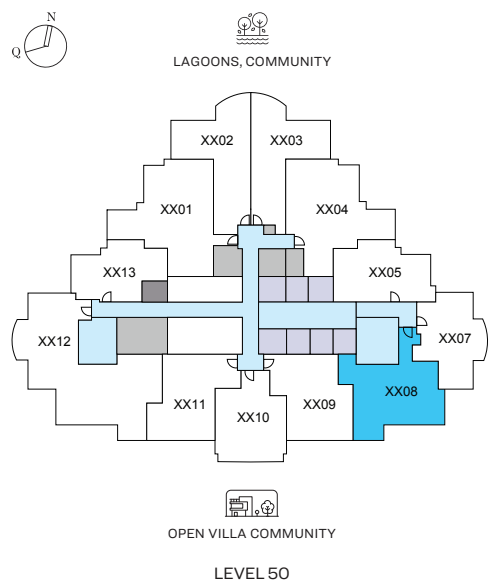 N
Q
LAGOONS, COMMUNITY
XX02 XX03
XX01 XX04
XX13 XX05
XX12 XX07
XX08
XX11 XX09
XX10
OPEN VILLA COMMUNITY
LEVEL 50